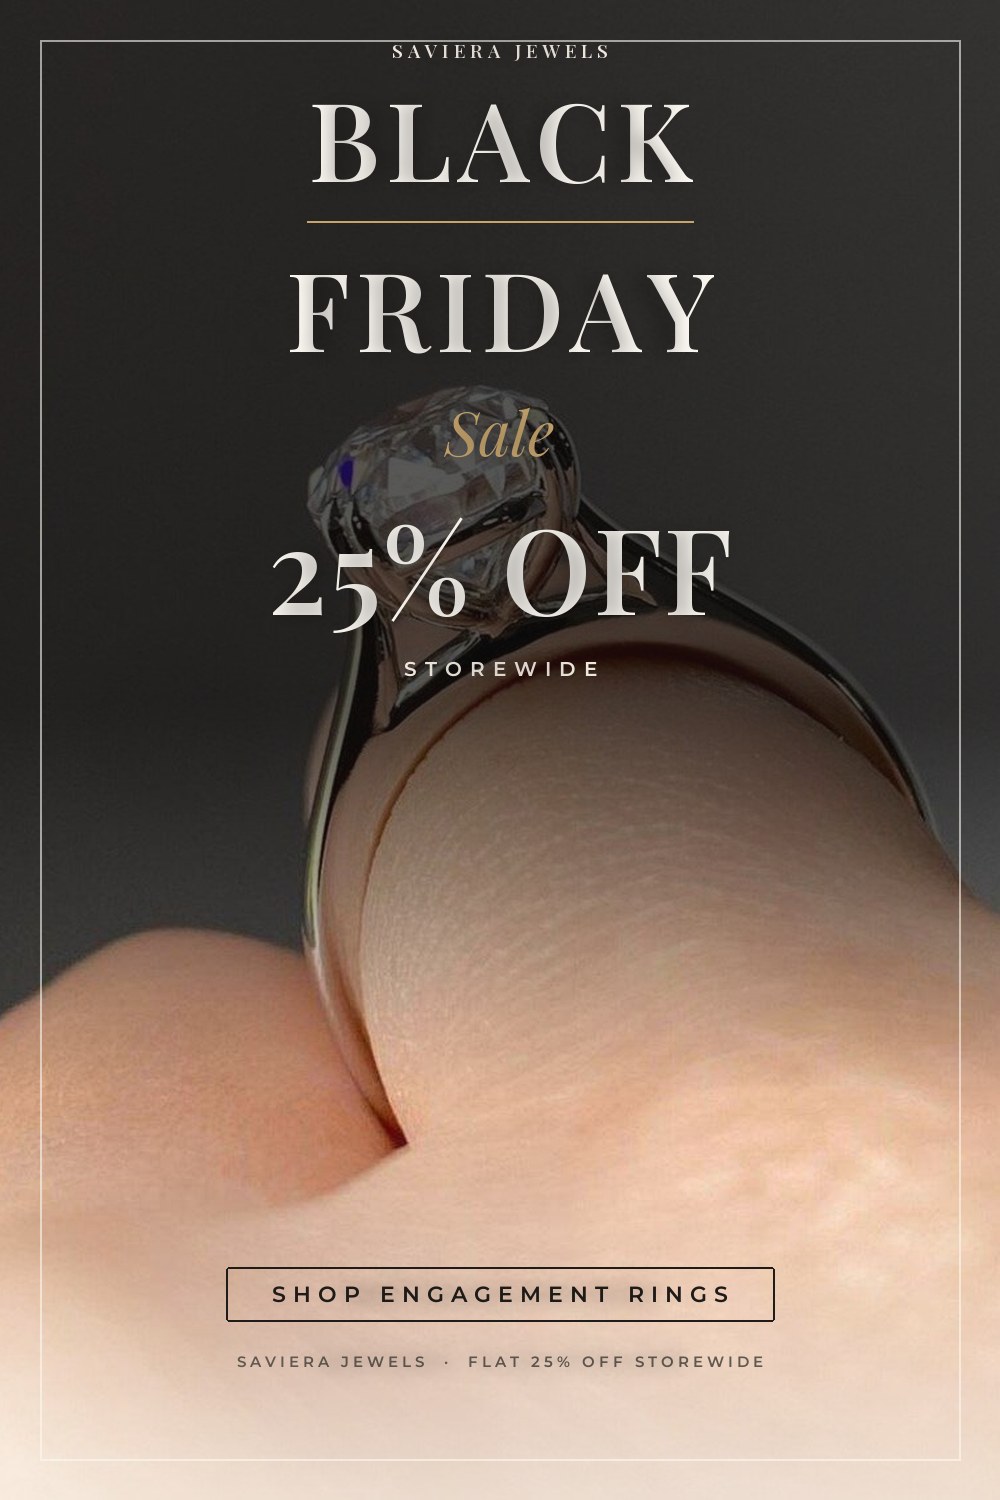 SAVIERA JEWELS
BLACK
FRIDAY
Sale
25% OFF
STOREWIDE
SHOP ENGAGEMENT RINGS
SAVIERA JEWELS · FLAT 25% OFF STOREWIDE